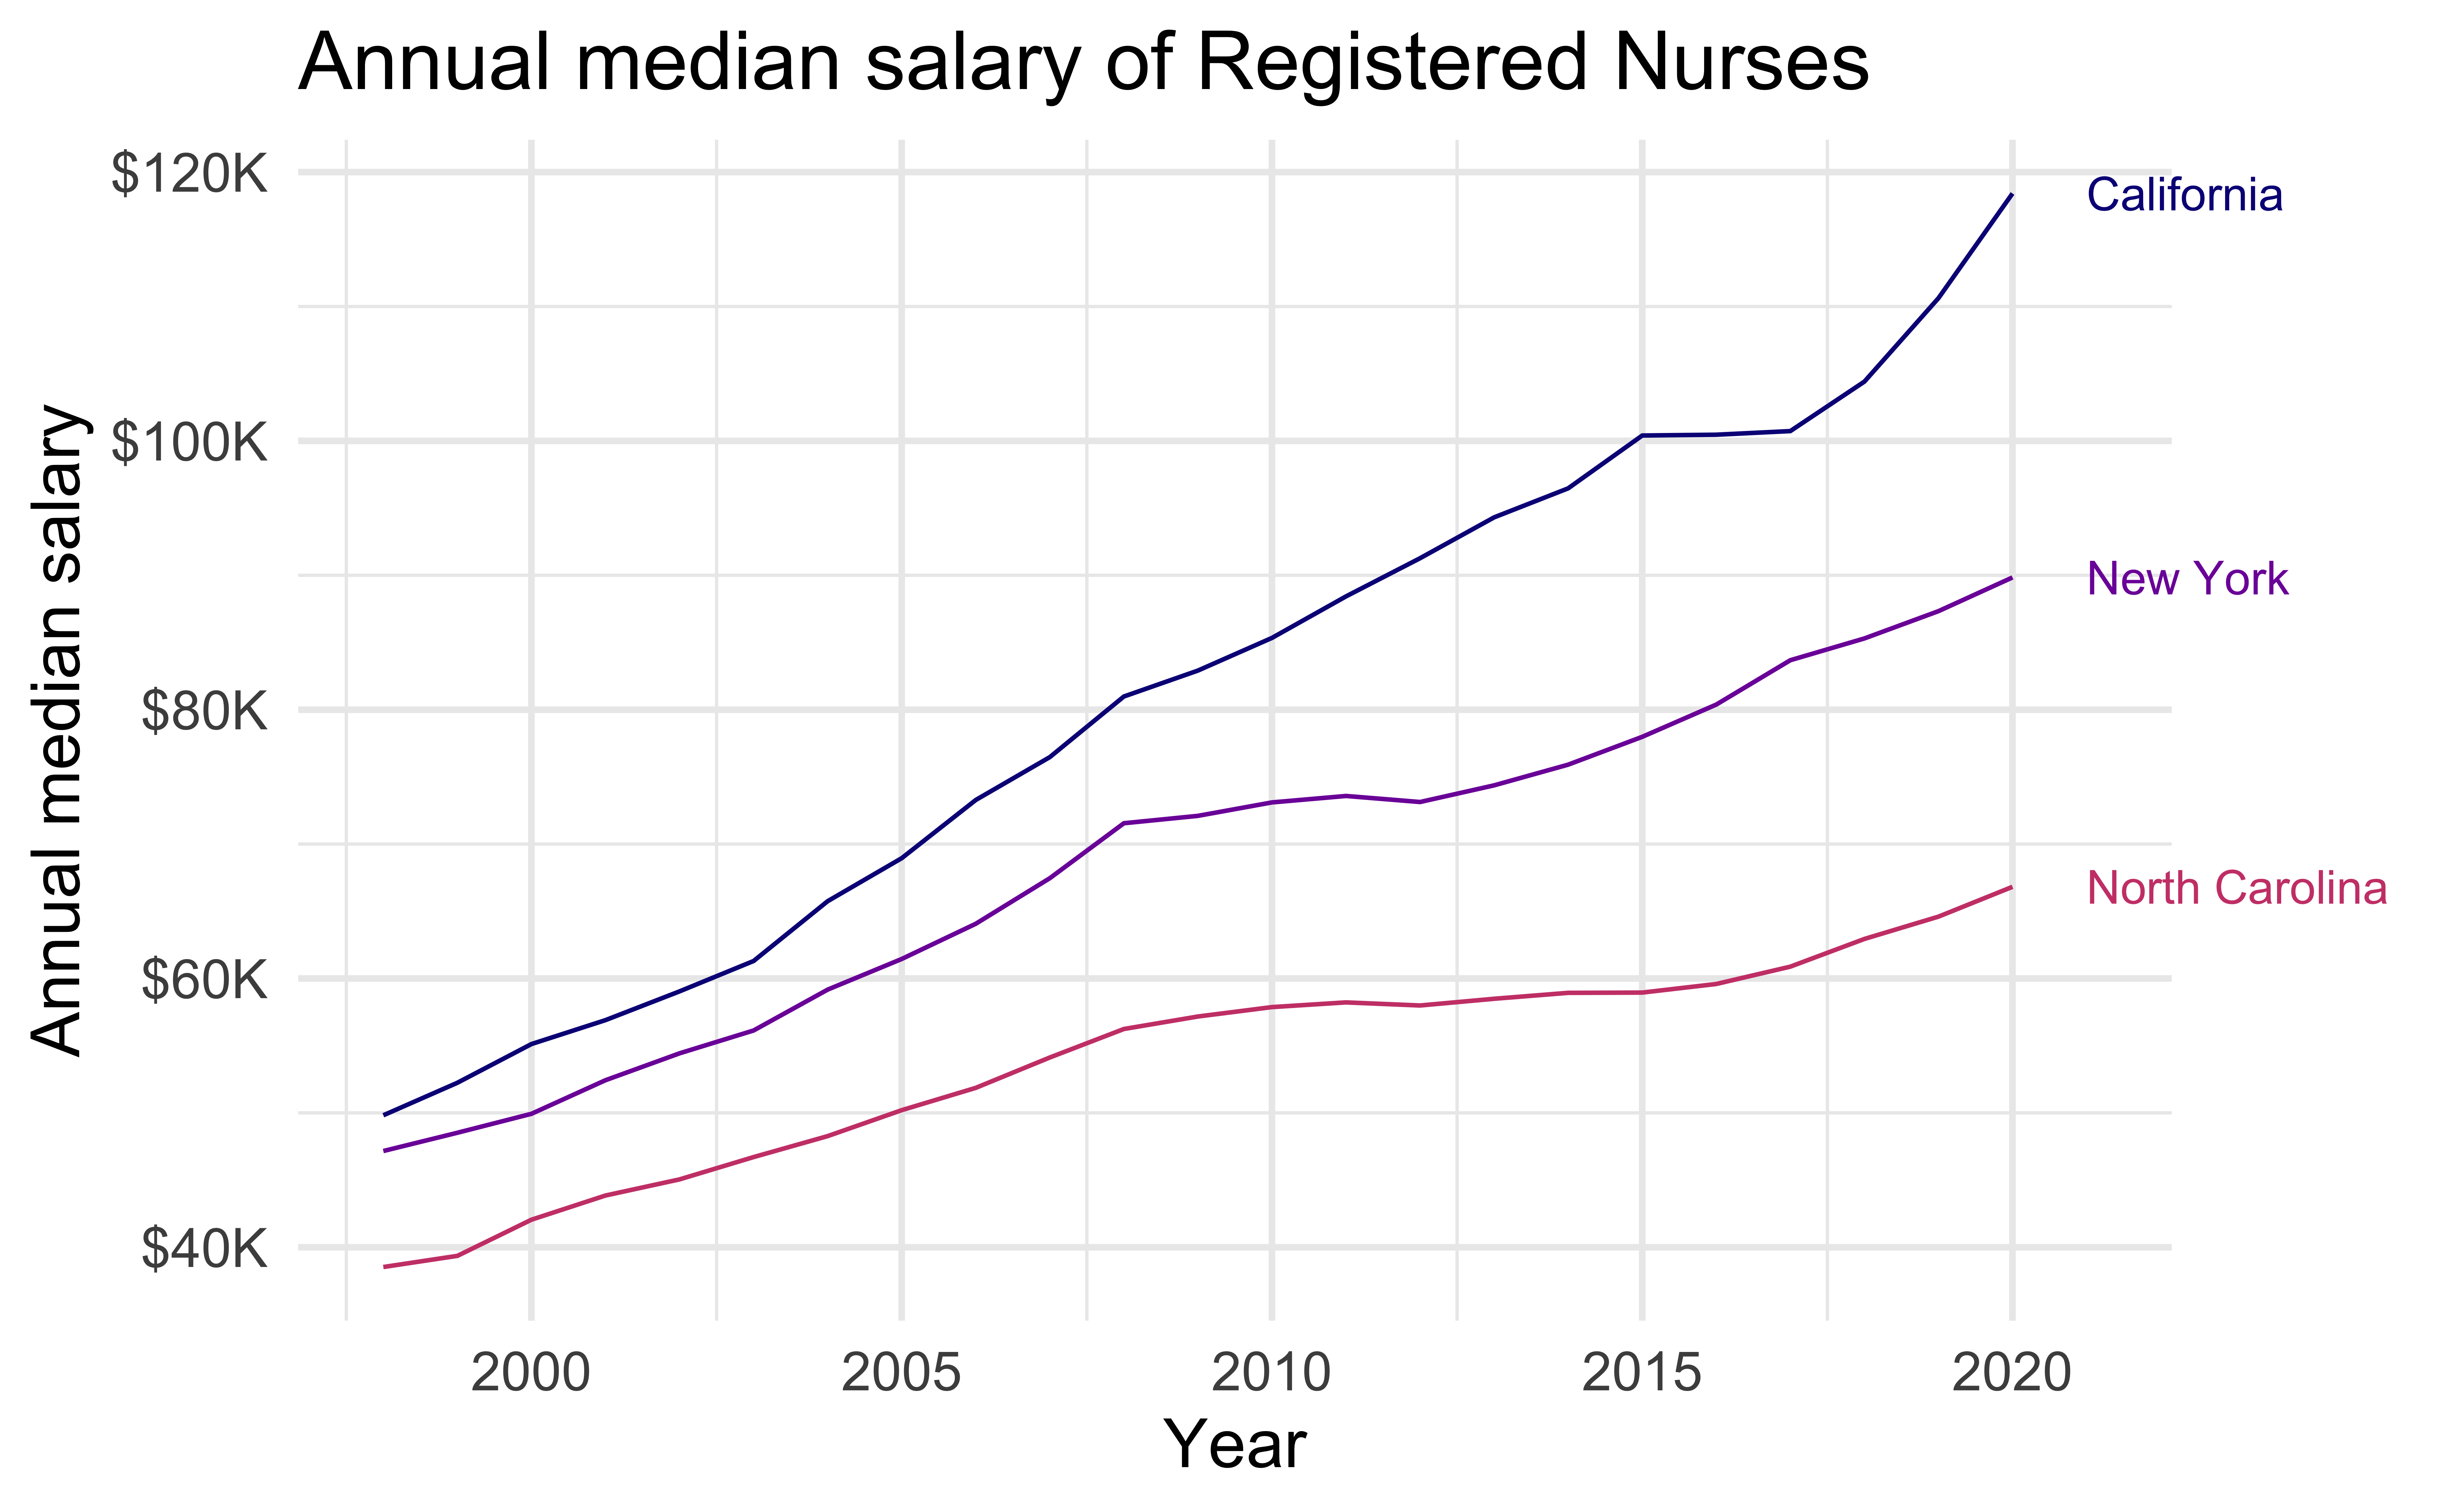 Annual median salary of Registered Nurses
Annual median salary
$120K
$100K
$80K
$60K
$40K
California
New York
North Carolina
2000 2005 2010 2015 2020
Year